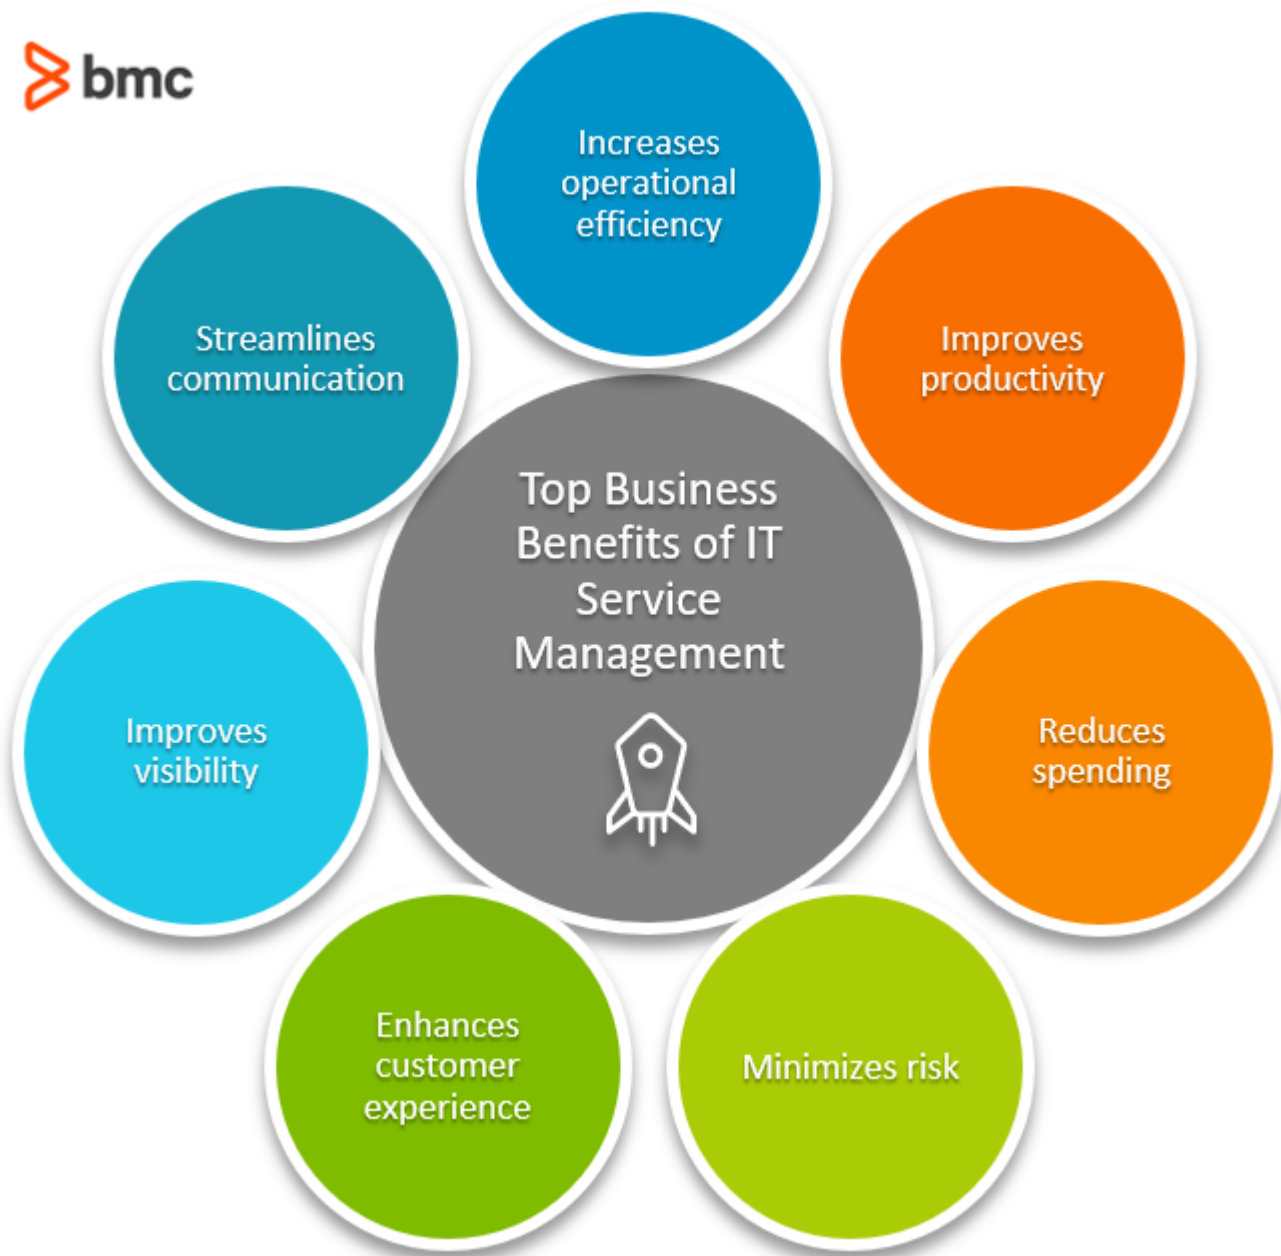 bmc
Increases
operational
efficiency
Improves
productivity
Reduces
spending
Minimizes risk
Enhances
customer
experience
Improves
visibility
Streamlines
communication
Top Business
Benefits of IT
Service
Management